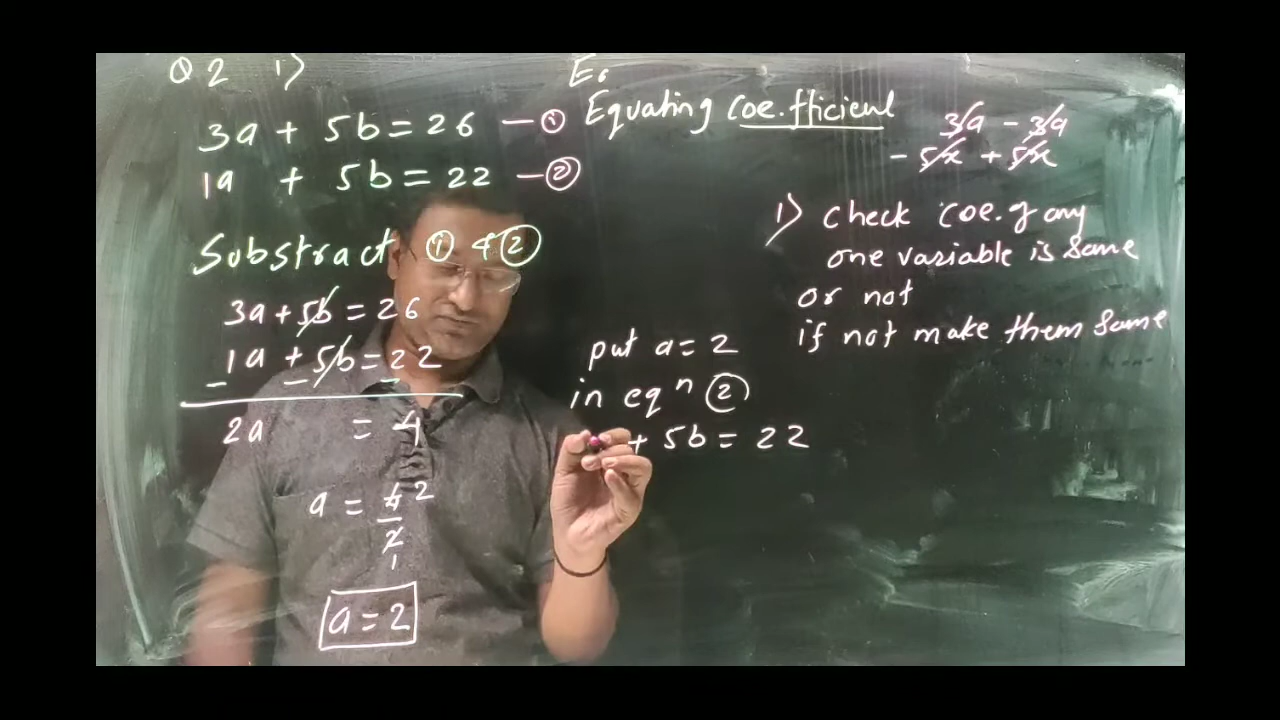 Q2 1)
3a + 5b = 26 — ①
1a + 5b = 22 — ②
Substract ① & ②
3a + 5b = 26
1a + 5b = 22
- - -
2a = 4
a = 4/2 2
1
a = 2
E.
Equating coe.fficient
put a = 2
in eqⁿ ②
+ 5b = 22
3a - 3a
- 5x + 5x
1) check coe. of any
one variable is same
or not
if not make them same